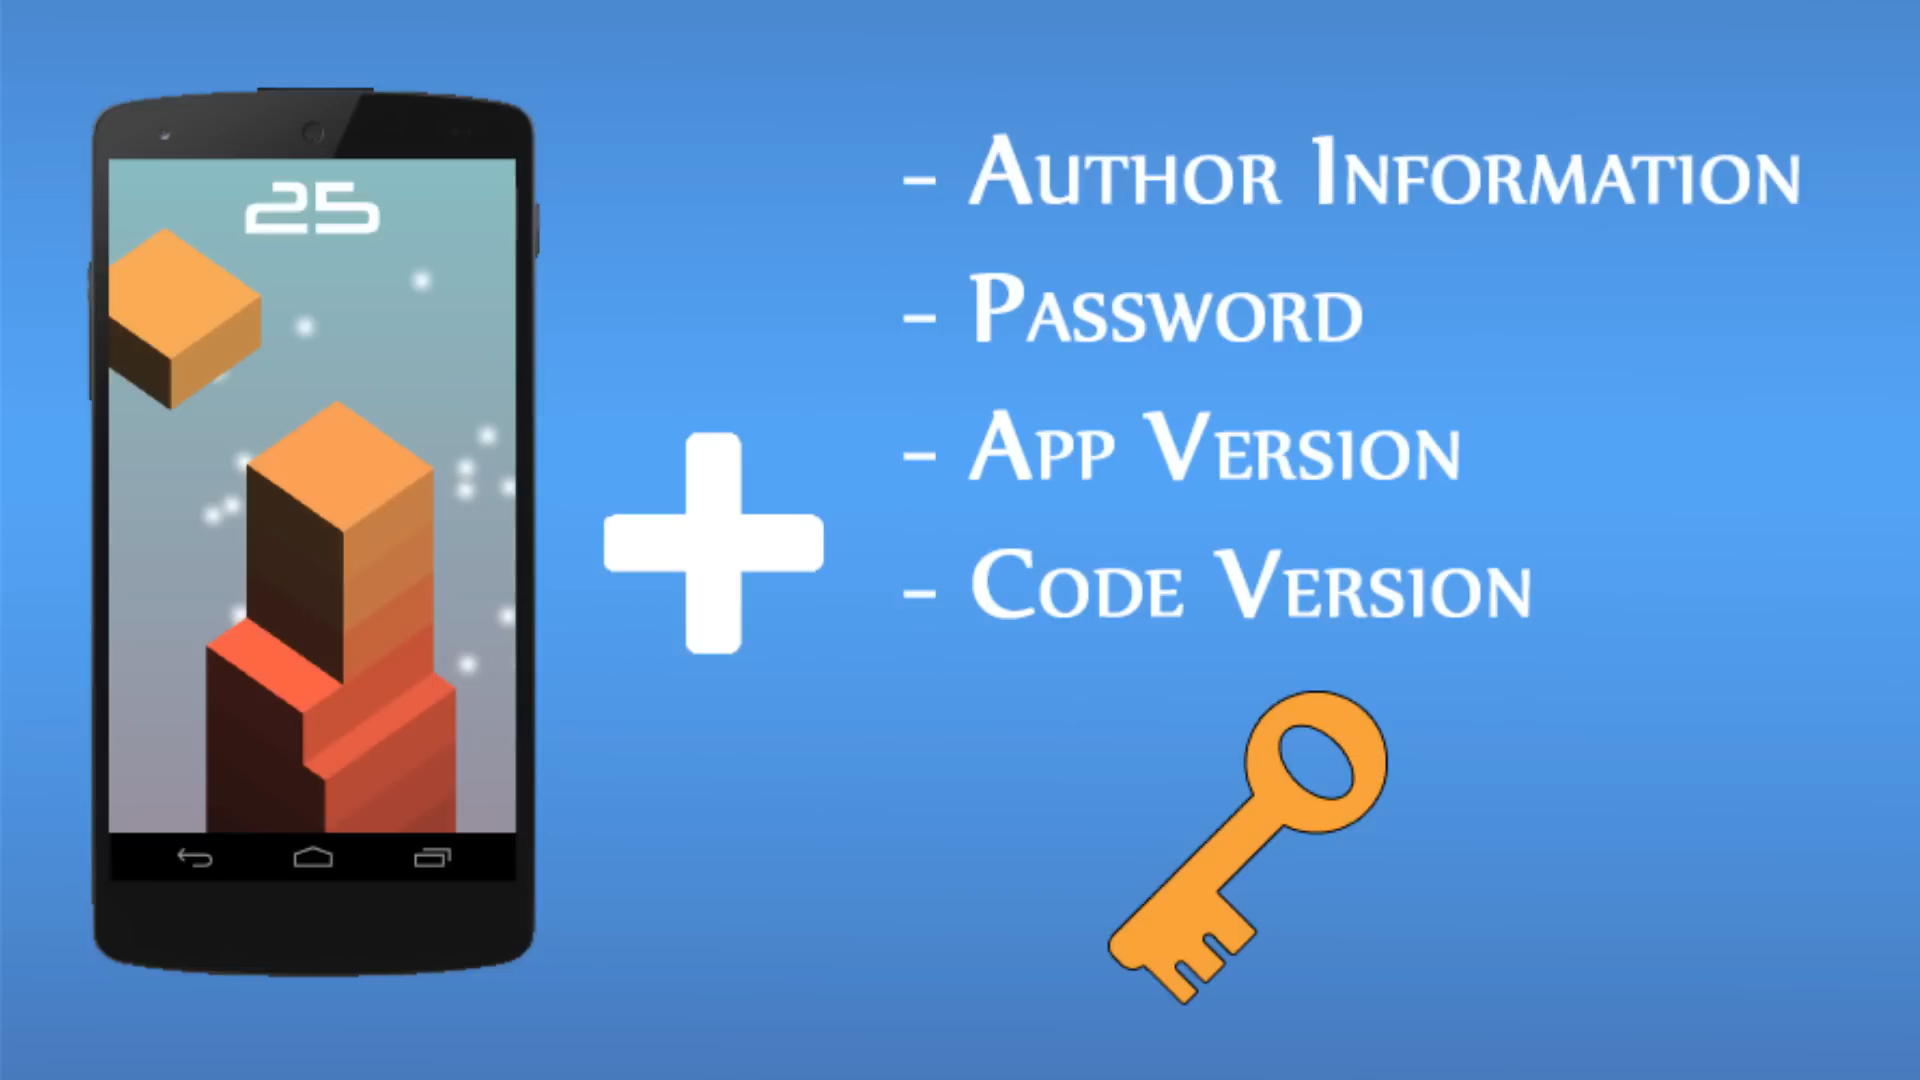 25
- Author Information
- Password
- App Version
- Code Version